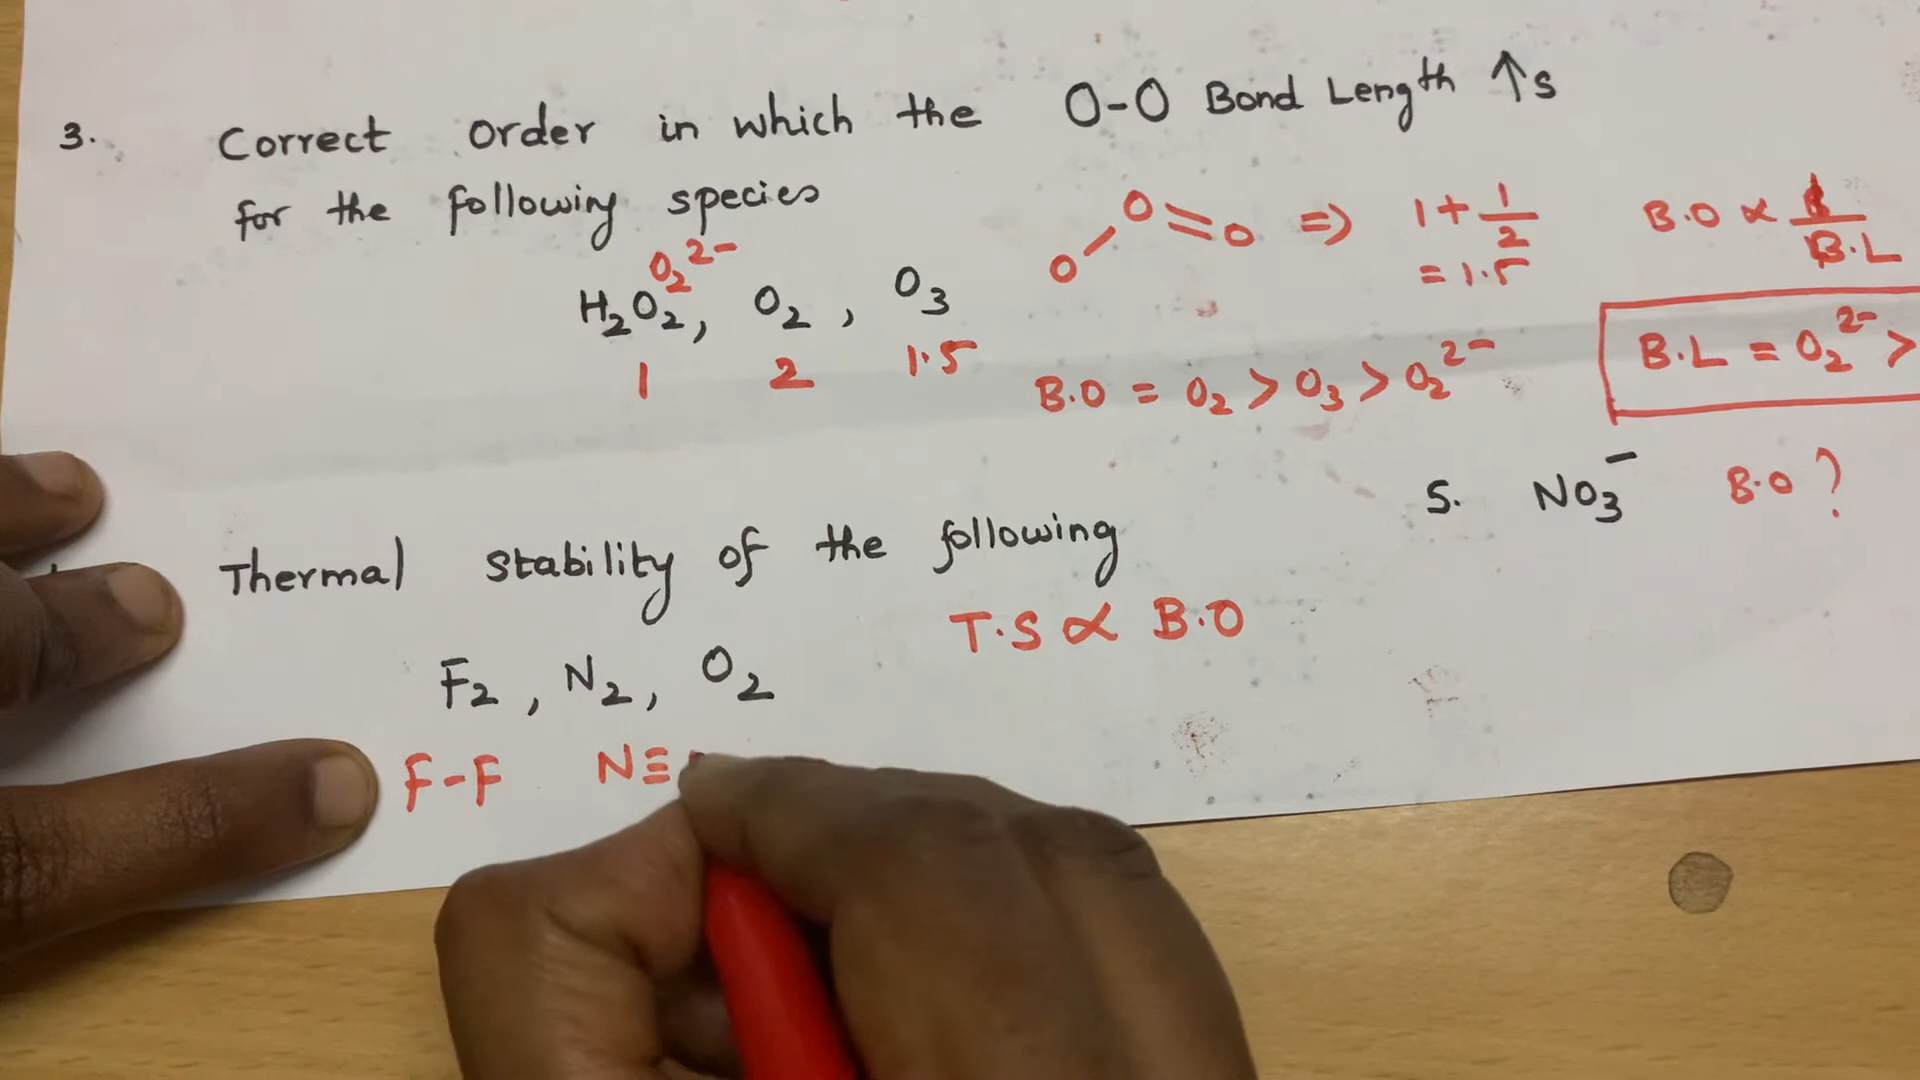 3. Correct order in which the O-O Bond Length ↑s
for the following species
O₂²⁻
H₂O₂, O₂, O₃
1 2 1.5
O-O=O ⇒ 1+1/2
=1.5
B.O ∝ 1/B.L
B.O = O₂ > O₃ > O₂²⁻
B.L = O₂²⁻ >
Thermal stability of the following
T.S ∝ B.O
F₂, N₂, O₂
F-F N≡
5. NO₃⁻ B.O ?